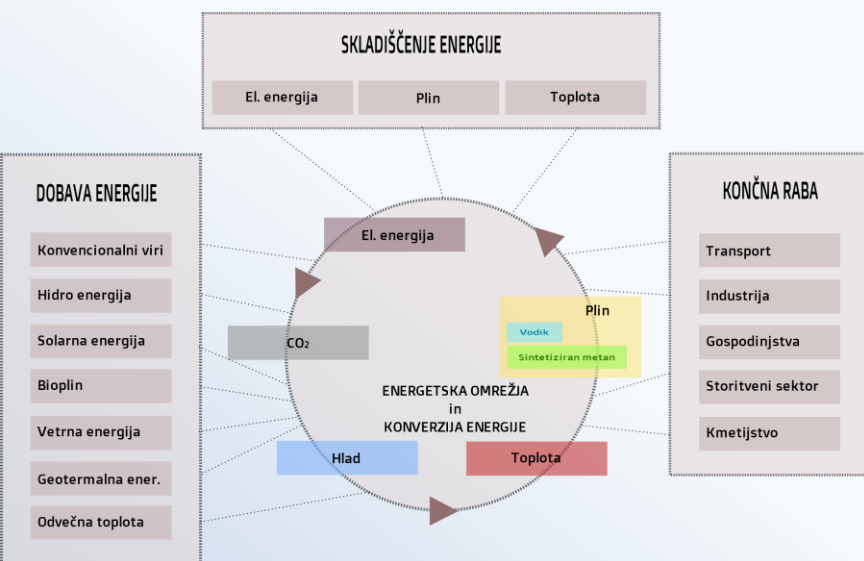 SKLADIŠČENJE ENERGIJE
El. energija
Plin
Toplota
DOBAVA ENERGIJE
Konvencionalni viri
Hidro energija
Solarna energija
Bioplin
Vetrna energija
Geotermalna ener.
Odvečna toplota
El. energija
CO₂
Plin
Vodik
Sintetiziran metan
ENERGETSKA OMREŽJA
in
KONVERZIJA ENERGIJE
Hlad
Toplota
KONČNA RABA
Transport
Industrija
Gospodinjstva
Storitveni sektor
Kmetijstvo